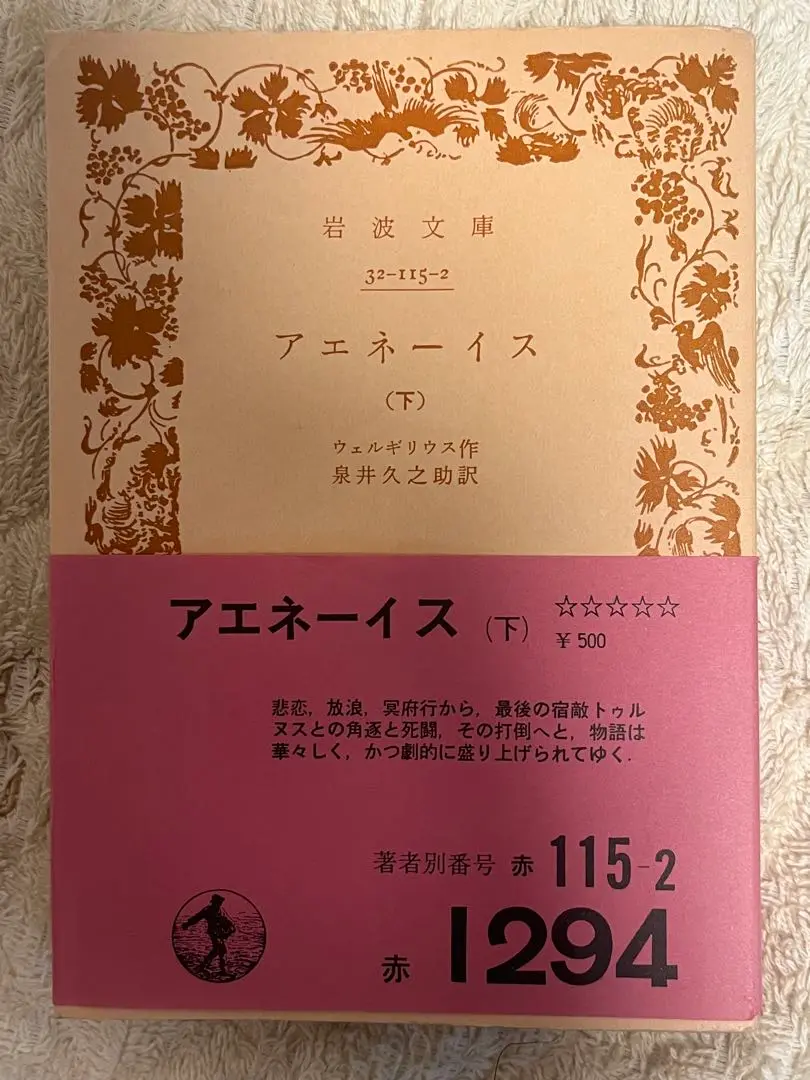 岩波文庫
32-115-2
アエネーイス
（下）
ウェルギリウス作
泉井久之助訳
アエネーイス（下）
☆☆☆☆☆
¥ 500
悲恋，放浪，冥府行から，最後の宿敵トゥル
ヌスとの角逐と死闘，その打倒へと，物語は
華々しく，かつ劇的に盛り上げられてゆく．
著者別番号 赤 115-2
赤 1294